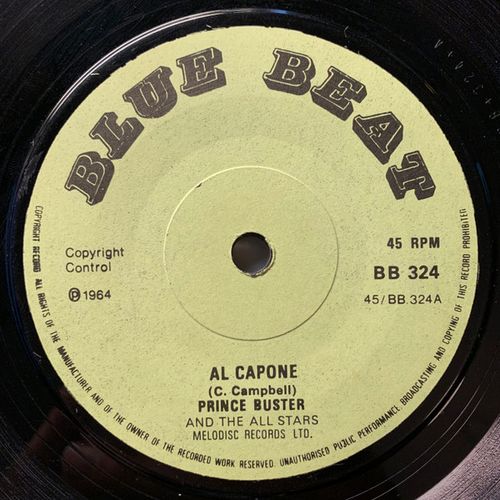 BLUE BEAT
Copyright
Control
℗ 1964
45 RPM
BB 324
45/BB.324A
AL CAPONE
(C. Campbell)
PRINCE BUSTER
AND THE ALL STARS
MELODISC RECORDS LTD.
COPYRIGHT RECORD ALL RIGHTS OF THE MANUFACTURER AND OF THE OWNER OF THE RECORDED WORK RESERVED. UNAUTHORISED PUBLIC PERFORMANCE, BROADCASTING AND COPYING OF THIS RECORD PROHIBITED